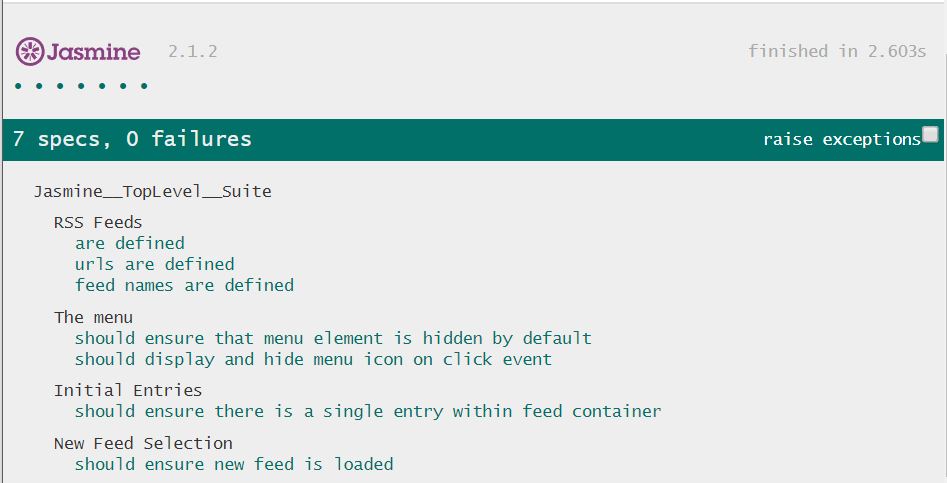 Jasmine 2.1.2 finished in 2.603s
• • • • • • •
7 specs, 0 failures raise exceptions
Jasmine__TopLevel__Suite
RSS Feeds
are defined
urls are defined
feed names are defined
The menu
should ensure that menu element is hidden by default
should display and hide menu icon on click event
Initial Entries
should ensure there is a single entry within feed container
New Feed Selection
should ensure new feed is loaded